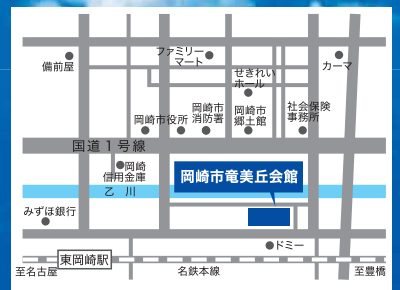 ファミリー
マート
備前屋
カーマ
せきれい
ホール
岡崎市
消防署
岡崎市
郷土館
社会保険
事務所
岡崎市役所
国道1号線
岡崎
信用金庫
岡崎市竜美丘会館
乙川
みずほ銀行
ドミー
東岡崎駅
至名古屋
名鉄本線
至豊橋